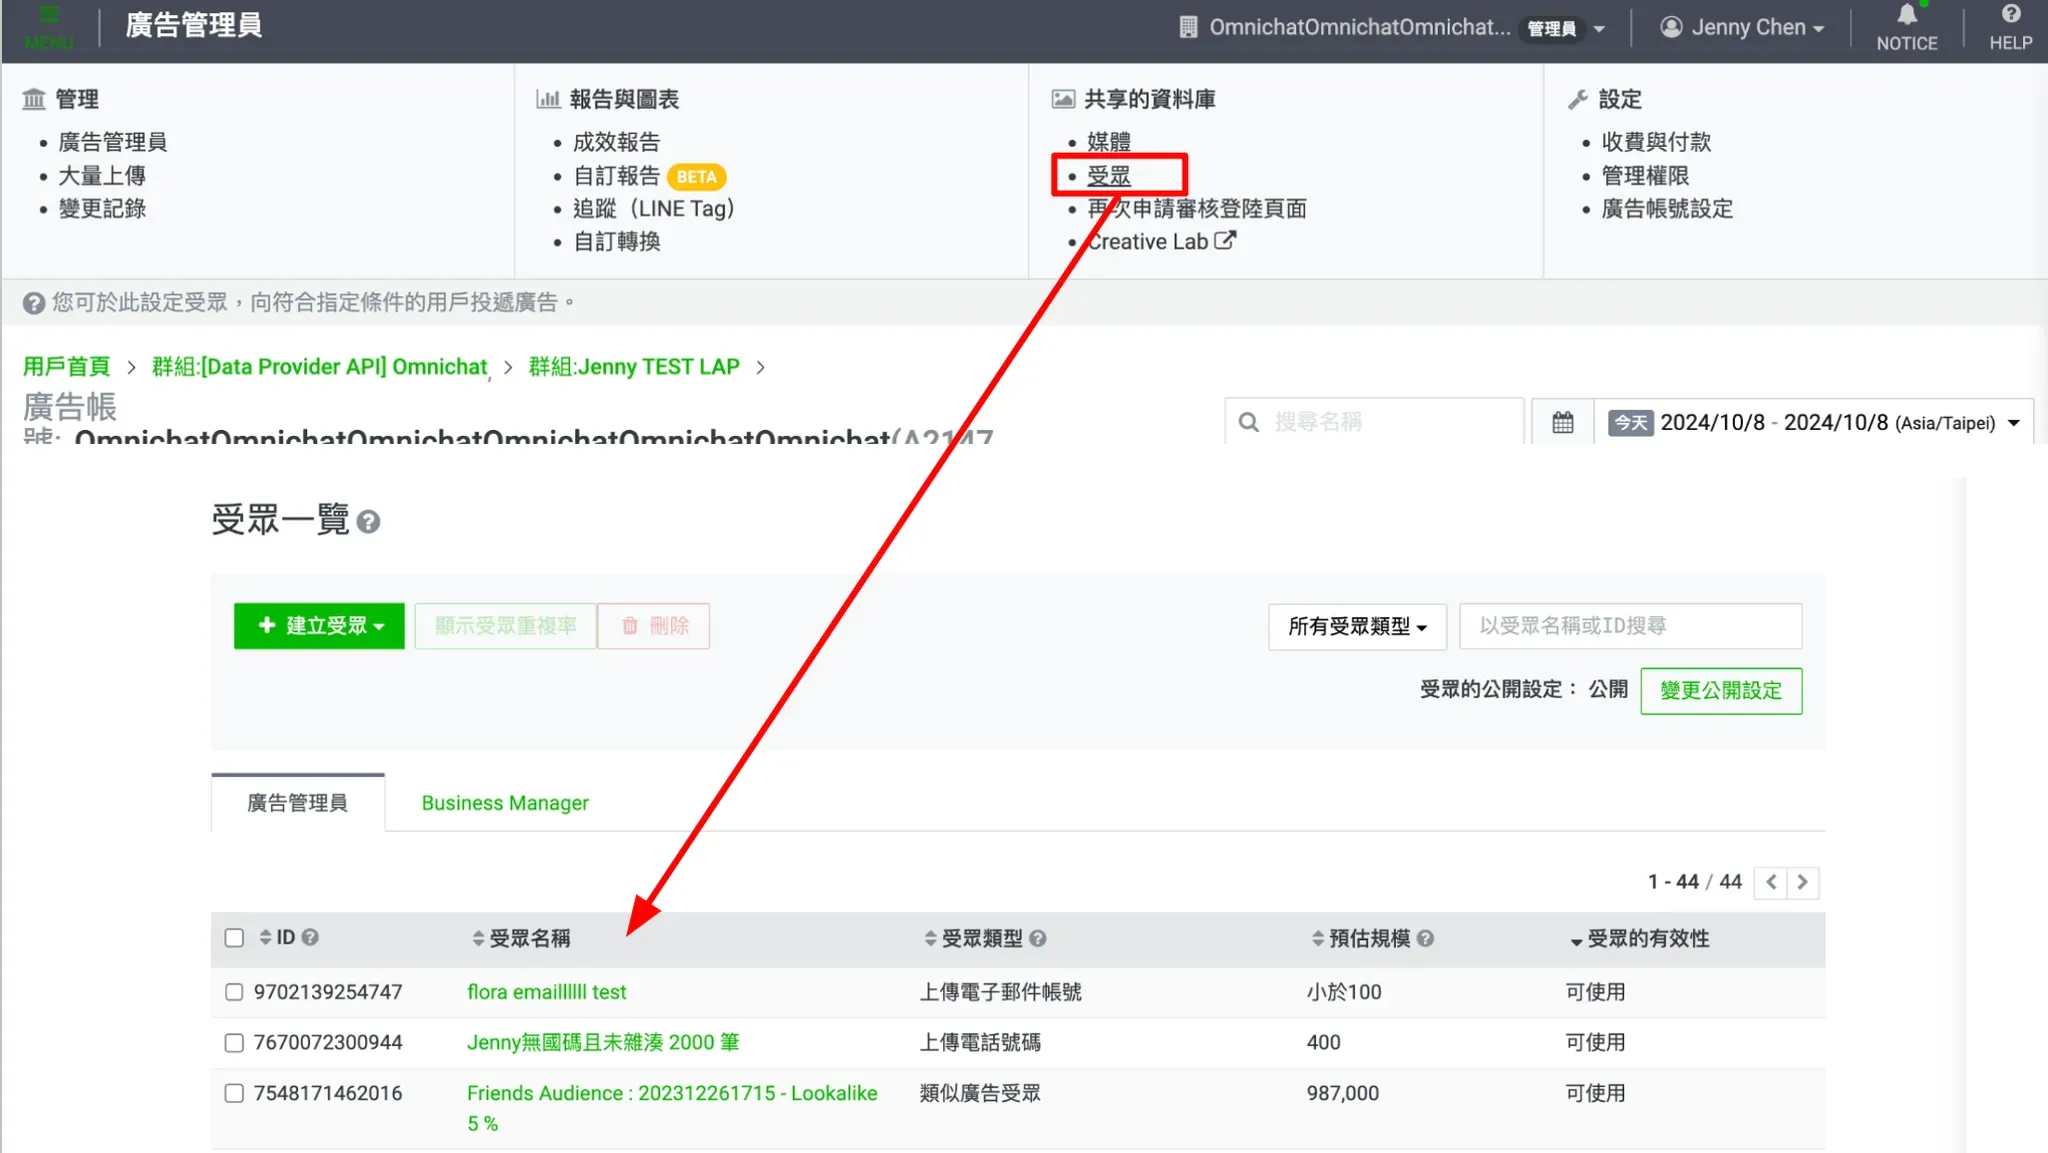 MENU
廣告管理員
OmnichatOmnichatOmnichat... 管理員
Jenny Chen
NOTICE
HELP
管理
廣告管理員
大量上傳
變更記錄
報告與圖表
成效報告
自訂報告 BETA
追蹤（LINE Tag）
自訂轉換
共享的資料庫
媒體
受眾
再次申請審核登陸頁面
Creative Lab
設定
收費與付款
管理權限
廣告帳號設定
您可於此設定受眾，向符合指定條件的用戶投遞廣告。
用戶首頁 > 群組:[Data Provider API] Omnichat > 群組:Jenny TEST LAP >
廣告帳
號: OmnichatOmnichatOmnichatOmnichatOmnichatOmnichat(A2147
搜尋名稱
今天 2024/10/8 - 2024/10/8 (Asia/Taipei)
受眾一覽
+ 建立受眾 顯示受眾重複率 刪除
所有受眾類型 以受眾名稱或ID搜尋
受眾的公開設定： 公開 變更公開設定
廣告管理員 Business Manager
1 - 44 / 44
ID 受眾名稱 受眾類型 預估規模 受眾的有效性
9702139254747 flora emaillllll test 上傳電子郵件帳號 小於100 可使用
7670072300944 Jenny無國碼且未雜湊 2000 筆 上傳電話號碼 400 可使用
7548171462016 Friends Audience : 202312261715 - Lookalike 類似廣告受眾 987,000 可使用
5 %